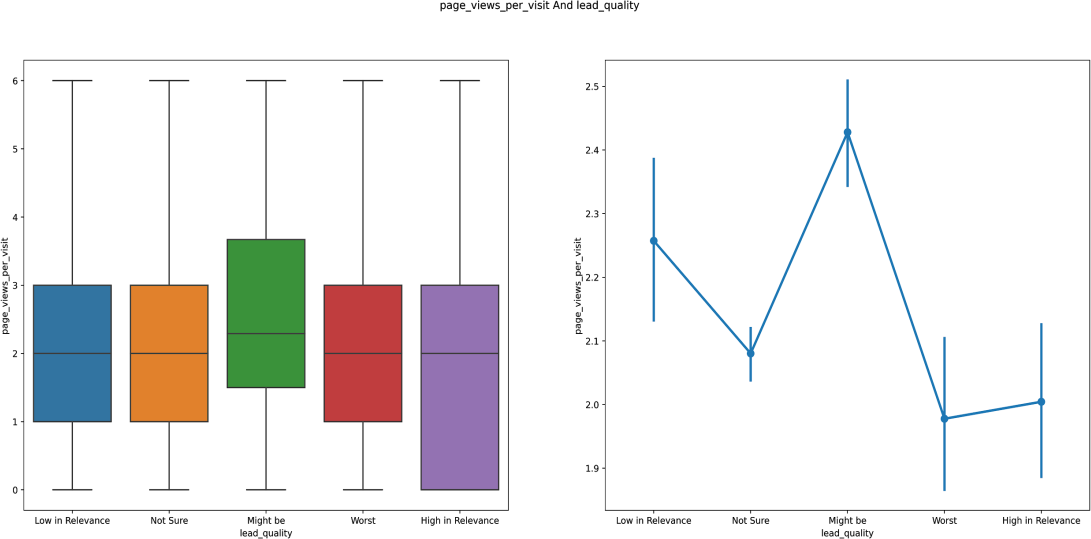 page_views_per_visit And lead_quality
page_views_per_visit
6
5
4
3
2
1
0
Low in Relevance Not Sure Might be Worst High in Relevance
lead_quality
page_views_per_visit
2.5
2.4
2.3
2.2
2.1
2.0
1.9
Low in Relevance Not Sure Might be Worst High in Relevance
lead_quality